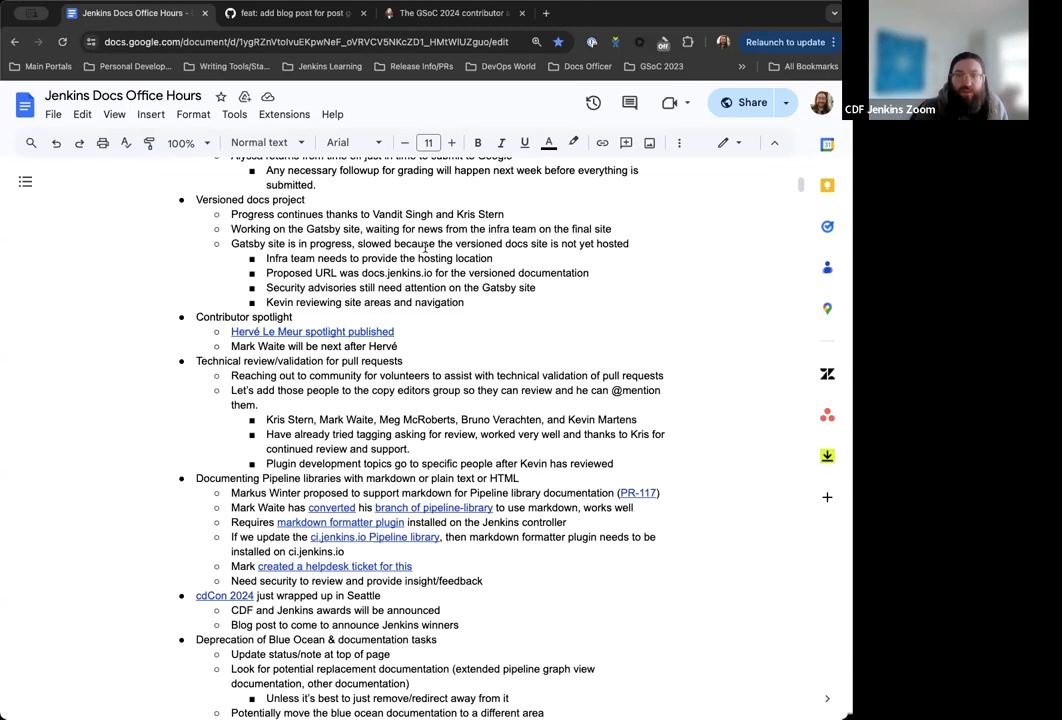 Jenkins Docs Office Hours -
feat: add blog post for post g
The GSoC 2024 contributor a
docs.google.com/document/d/1ygRZnVtoIvuEKpwNeF_oVRVCV5NKcZD1_HMtWlUZguo/edit
Off
Relaunch to update
Main Portals
Personal Develop...
Writing Tools/Sta...
Jenkins Learning
Release Info/PRs
DevOps World
Docs Officer
GSoC 2023
»
All Bookmarks
CDF Jenkins Zoom
Jenkins Docs Office Hours
File Edit View Insert Format Tools Extensions Help
Share
100%
Normal text
Arial
11
B I U A
Alyssa returns from time off just in time to submit to Google
Any necessary followup for grading will happen next week before everything is
submitted.
Versioned docs project
Progress continues thanks to Vandit Singh and Kris Stern
Working on the Gatsby site, waiting for news from the infra team on the final site
Gatsby site is in progress, slowed because the versioned docs site is not yet hosted
Infra team needs to provide the hosting location
Proposed URL was docs.jenkins.io for the versioned documentation
Security advisories still need attention on the Gatsby site
Kevin reviewing site areas and navigation
Contributor spotlight
Hervé Le Meur spotlight published
Mark Waite will be next after Hervé
Technical review/validation for pull requests
Reaching out to community for volunteers to assist with technical validation of pull requests
Let's add those people to the copy editors group so they can review and he can @mention
them.
Kris Stern, Mark Waite, Meg McRoberts, Bruno Verachten, and Kevin Martens
Have already tried tagging asking for review, worked very well and thanks to Kris for
continued review and support.
Plugin development topics go to specific people after Kevin has reviewed
Documenting Pipeline libraries with markdown or plain text or HTML
Markus Winter proposed to support markdown for Pipeline library documentation (PR-117)
Mark Waite has converted his branch of pipeline-library to use markdown, works well
Requires markdown formatter plugin installed on the Jenkins controller
If we update the ci.jenkins.io Pipeline library, then markdown formatter plugin needs to be
installed on ci.jenkins.io
Mark created a helpdesk ticket for this
Need security to review and provide insight/feedback
cdCon 2024 just wrapped up in Seattle
CDF and Jenkins awards will be announced
Blog post to come to announce Jenkins winners
Deprecation of Blue Ocean & documentation tasks
Update status/note at top of page
Look for potential replacement documentation (extended pipeline graph view
documentation, other documentation)
Unless it's best to just remove/redirect away from it
Potentially move the blue ocean documentation to a different area